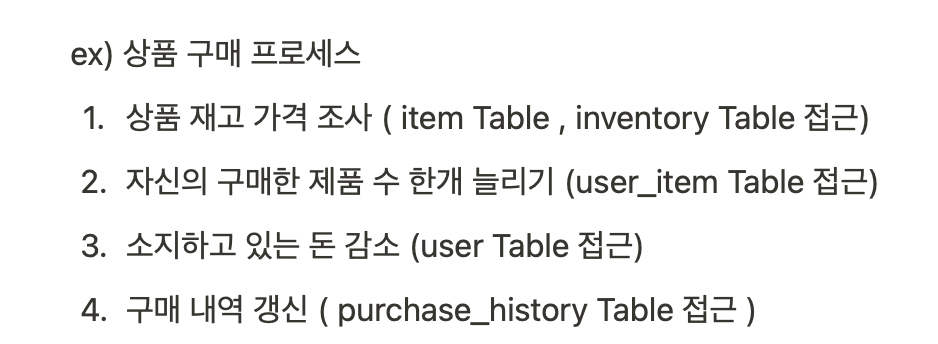 ex) 상품 구매 프로세스
1. 상품 재고 가격 조사 ( item Table , inventory Table 접근)
2. 자신의 구매한 제품 수 한개 늘리기 (user_item Table 접근)
3. 소지하고 있는 돈 감소 (user Table 접근)
4. 구매 내역 갱신 ( purchase_history Table 접근 )